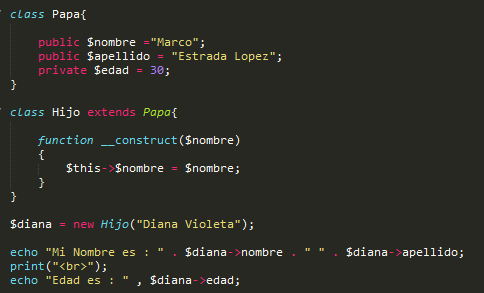 class Papa{
public $nombre ="Marco";
public $apellido = "Estrada Lopez";
private $edad = 30;
}
class Hijo extends Papa{
function __construct($nombre)
{
$this->$nombre = $nombre;
}
}
$diana = new Hijo("Diana Violeta");
echo "Mi Nombre es : " . $diana->nombre . " " . $diana->apellido;
print("<br>");
echo "Edad es : " , $diana->edad;